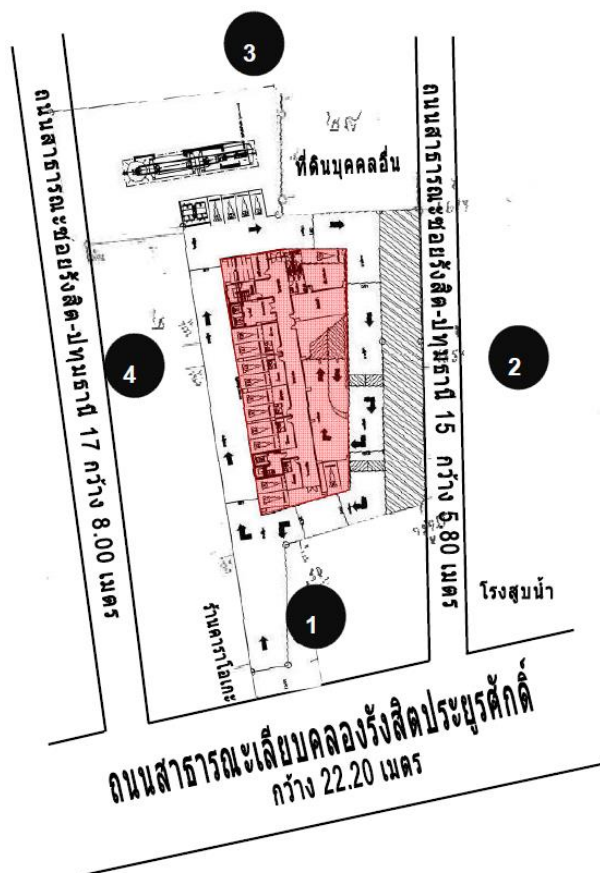 3
ที่ดินบุคคลอื่น
ถนนสาธารณะซอยรังสิต-ปทุมธานี 17 กว้าง 8.00 เมตร
ถนนสาธารณะซอยรังสิต-ปทุมธานี 15 กว้าง 5.80 เมตร
4
2
1
โรงสูบน้ำ
ร้านคาราโอเกะ
ถนนสาธารณะเลียบคลองรังสิตประยูรศักดิ์
กว้าง 22.20 เมตร